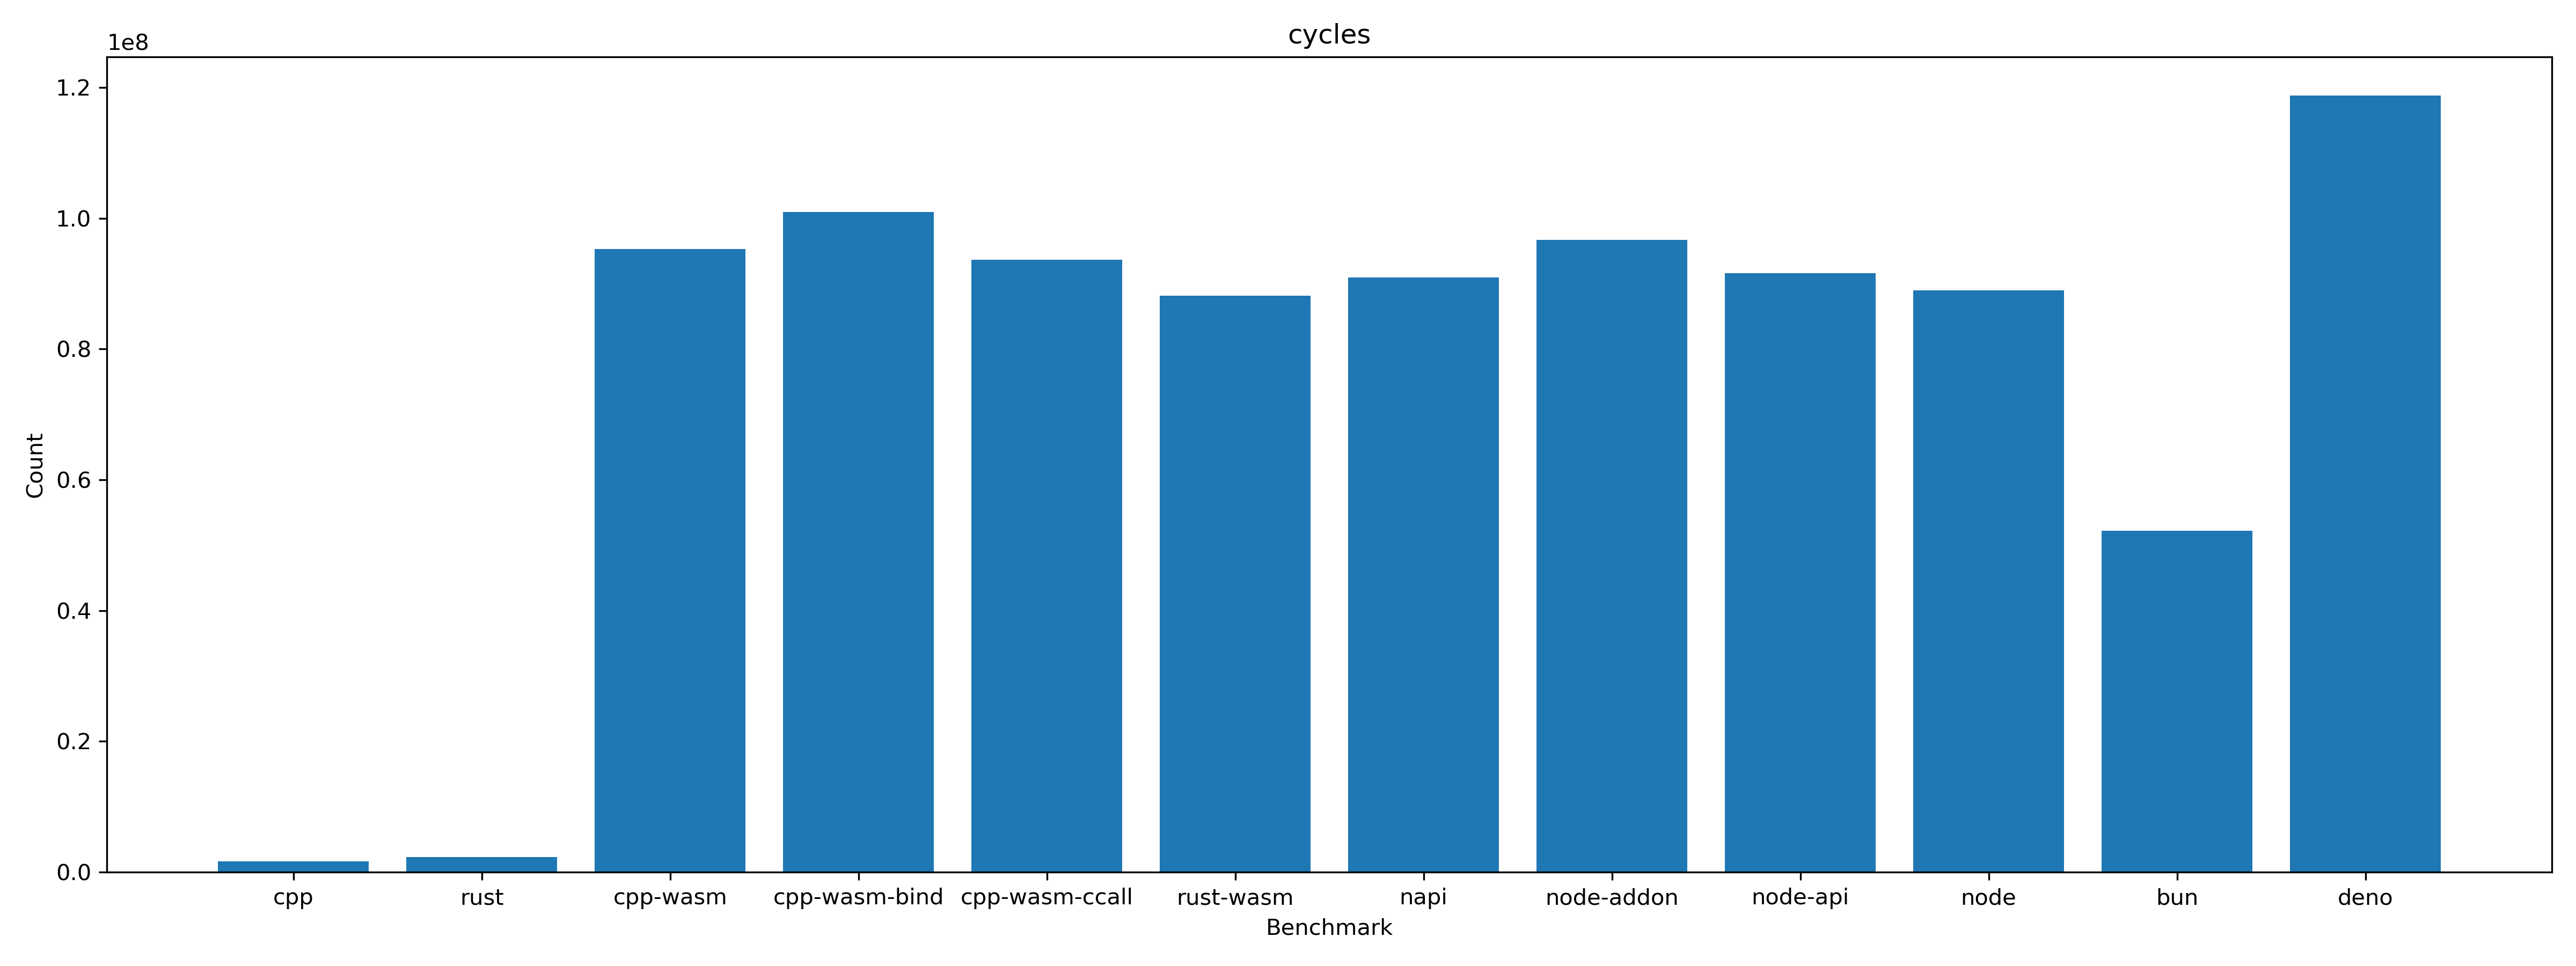 cycles
1e8
1.2
1.0
0.8
0.6
0.4
0.2
0.0
Count
cpp rust cpp-wasm cpp-wasm-bind cpp-wasm-ccall rust-wasm napi node-addon node-api node bun deno
Benchmark